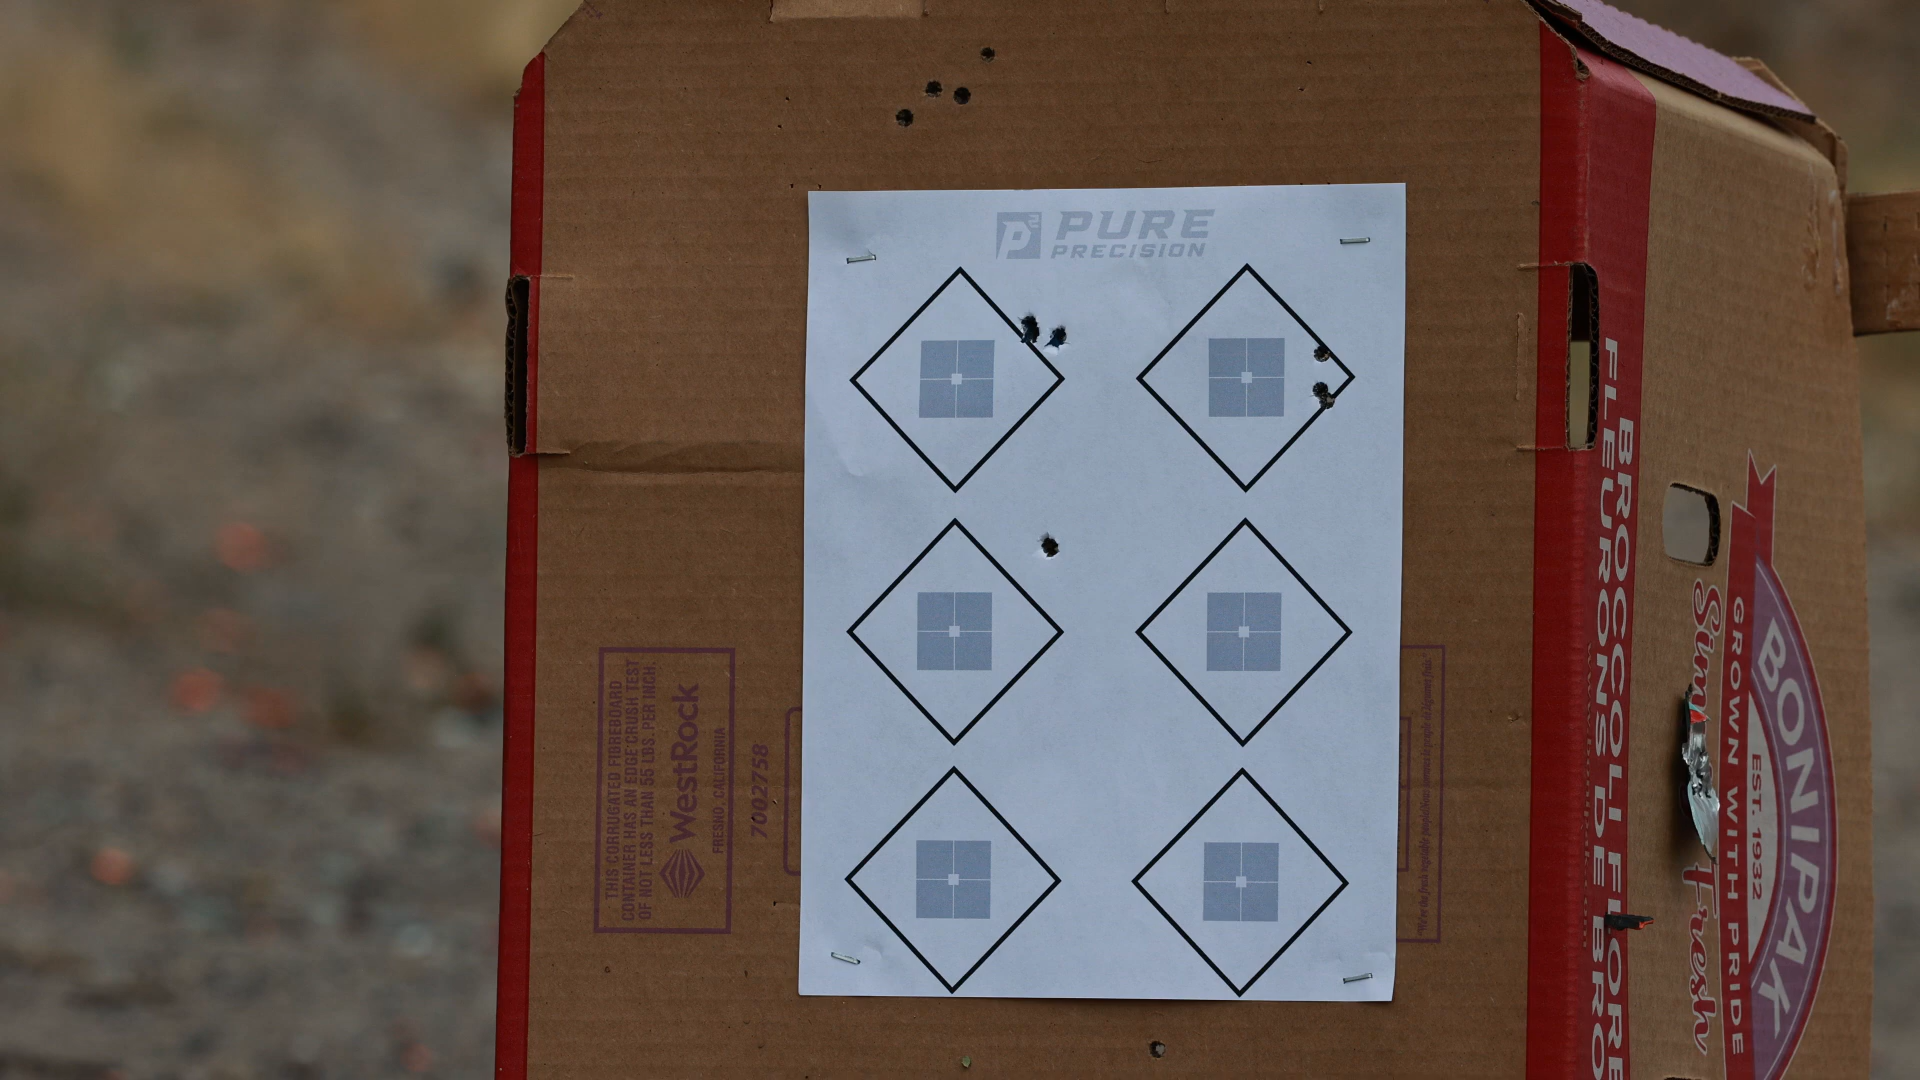 PURE
PRECISION
THIS CORRUGATED FIBREBOARD
CONTAINER HAS AN EDGE CRUSH TEST
OF NOT LESS THAN 55 LBS. PER INCH.
WestRock
FRESNO, CALIFORNIA
7002758
BROCCOLI FLORE
FLEURONS DE BRO
Simply Fresh
GROWN WITH PRIDE
EST. 1932
BONIPAK